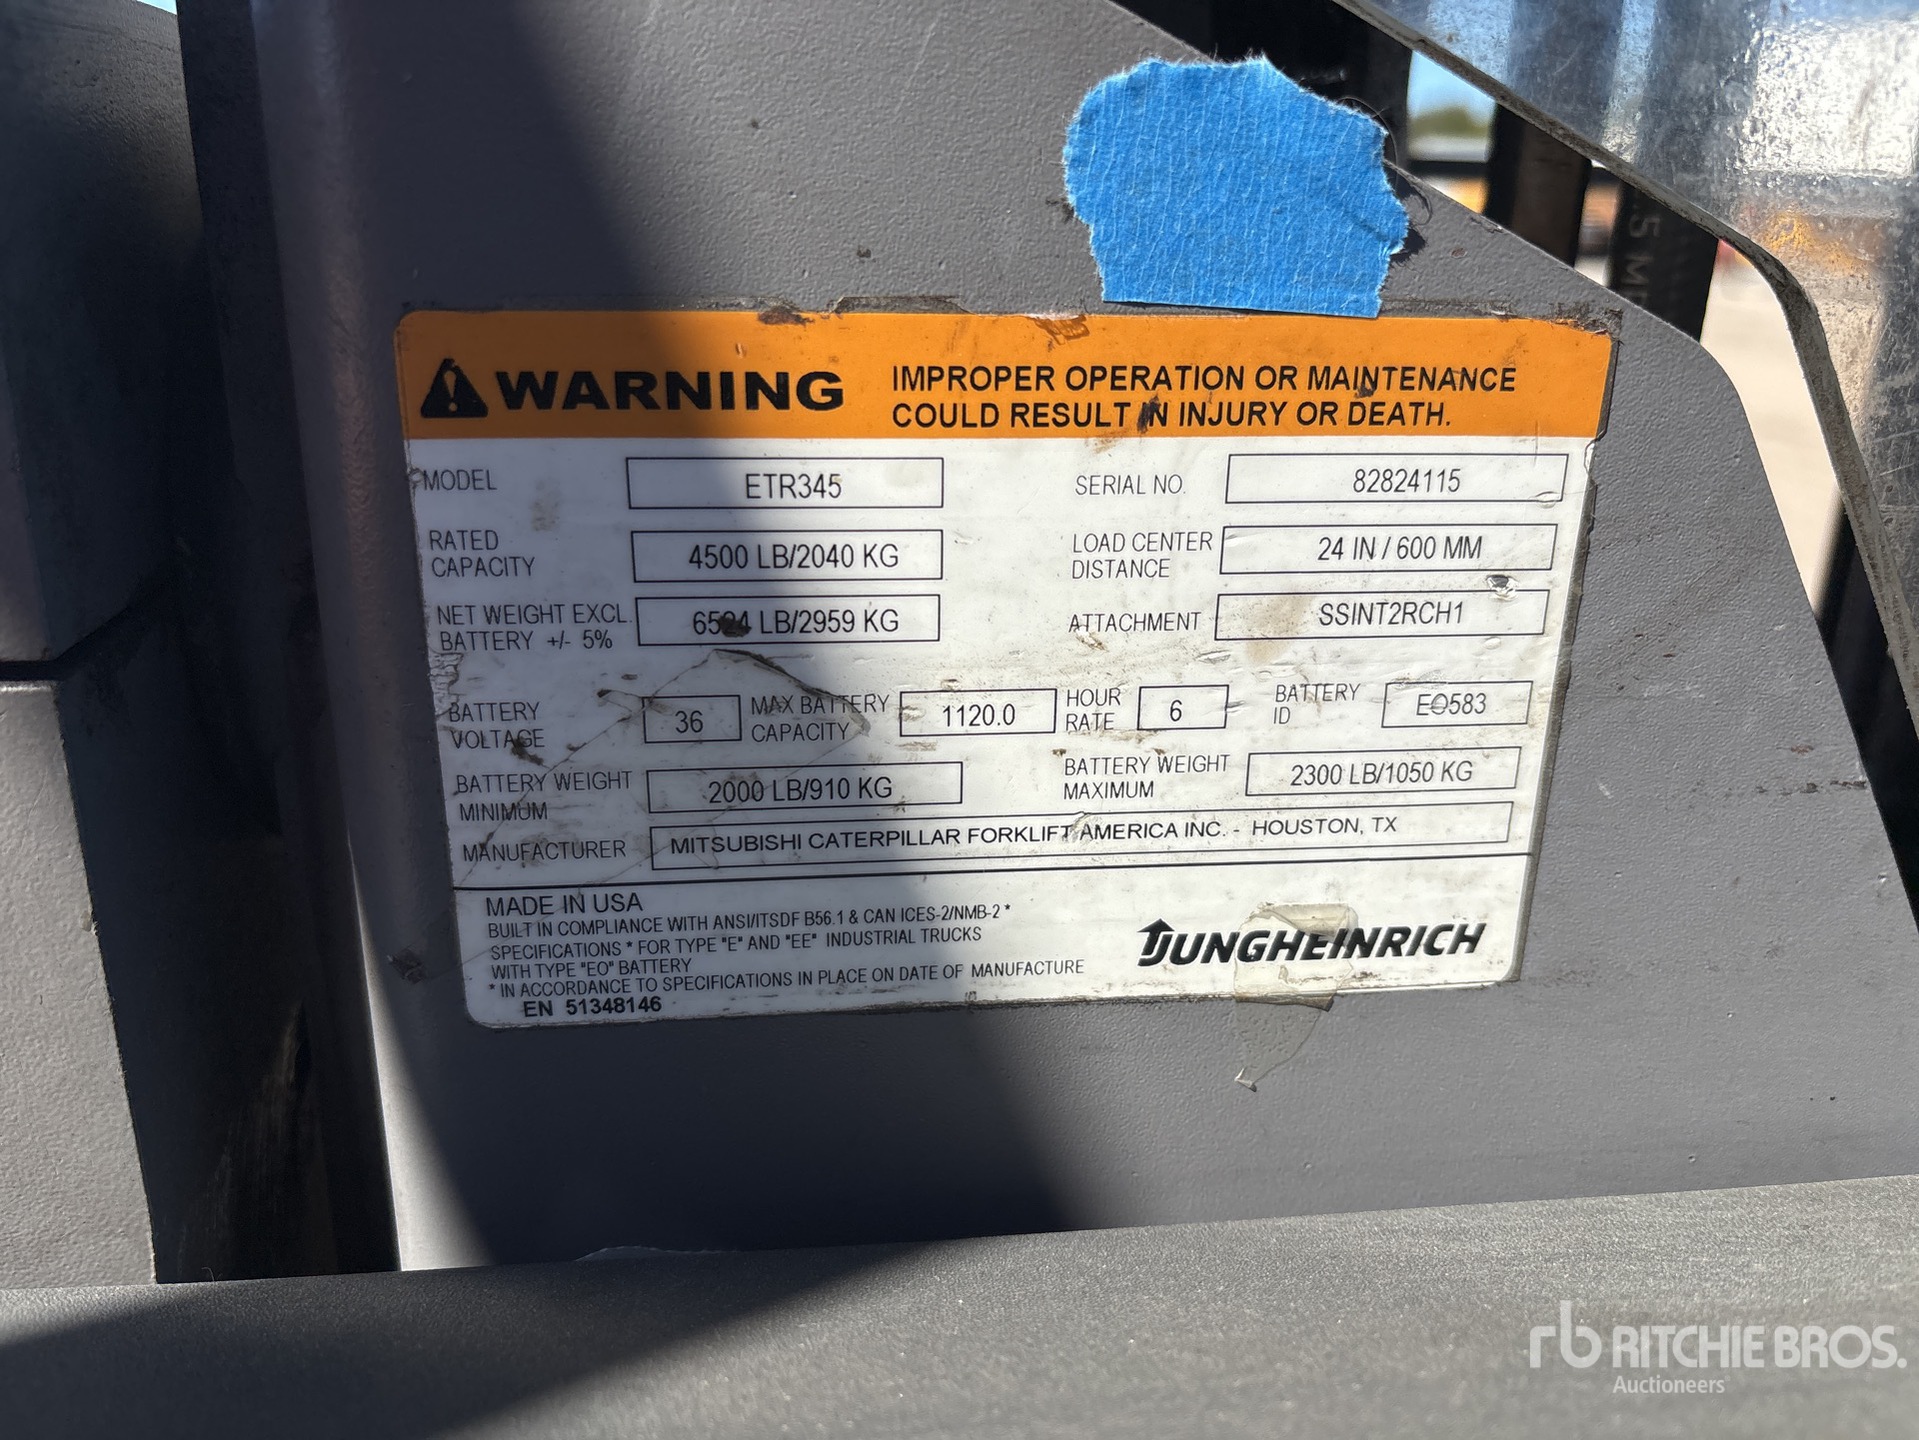 WARNING
IMPROPER OPERATION OR MAINTENANCE
COULD RESULT IN INJURY OR DEATH.
MODEL ETR345 SERIAL NO. 82824115
RATED CAPACITY 4500 LB/2040 KG LOAD CENTER DISTANCE 24 IN / 600 MM
NET WEIGHT EXCL. BATTERY +/- 5% 6524 LB/2959 KG ATTACHMENT SSINT2RCH1
BATTERY VOLTAGE 36 MAX BATTERY CAPACITY 1120.0 HOUR RATE 6 BATTERY ID EO583
BATTERY WEIGHT MINIMUM 2000 LB/910 KG BATTERY WEIGHT MAXIMUM 2300 LB/1050 KG
MANUFACTURER MITSUBISHI CATERPILLAR FORKLIFT AMERICA INC. - HOUSTON, TX
MADE IN USA
BUILT IN COMPLIANCE WITH ANSI/ITSDF B56.1 & CAN ICES-2/NMB-2 *
SPECIFICATIONS * FOR TYPE "E" AND "EE" INDUSTRIAL TRUCKS
WITH TYPE "EO" BATTERY
* IN ACCORDANCE TO SPECIFICATIONS IN PLACE ON DATE OF MANUFACTURE
EN 51348146
JUNGHEINRICH
rb RITCHIE BROS.
Auctioneers